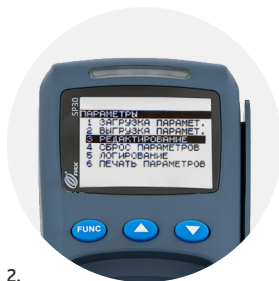 SP30
PAX
ПАРАМЕТРЫ
1 ЗАГРУЗКА ПАРАМЕТ.
2 ВЫГРУЗКА ПАРАМЕТ.
3 РЕДАКТИРОВАНИЕ
4 СБРОС ПАРАМЕТРОВ
5 ЛОГИРОВАНИЕ
6 ПЕЧАТЬ ПАРАМЕТРОВ
FUNC
2.